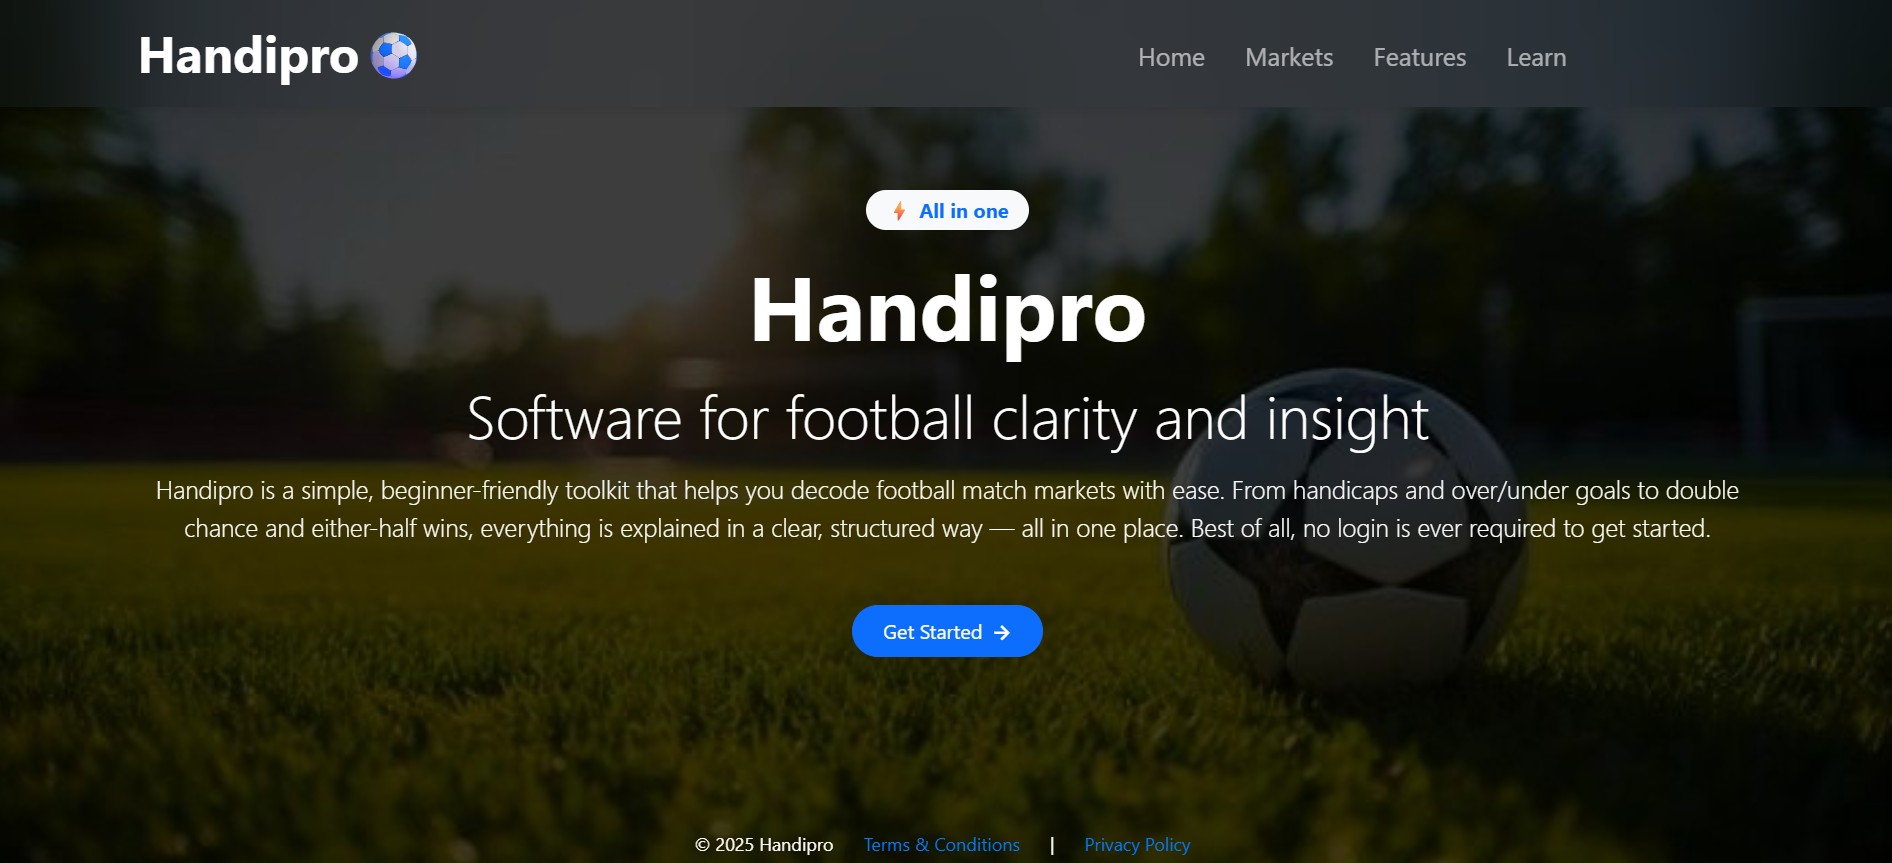 Handipro
Home Markets Features Learn
All in one
Handipro
Software for football clarity and insight
Handipro is a simple, beginner-friendly toolkit that helps you decode football match markets with ease. From handicaps and over/under goals to double
chance and either-half wins, everything is explained in a clear, structured way — all in one place. Best of all, no login is ever required to get started.
Get Started →
© 2025 Handipro Terms & Conditions | Privacy Policy